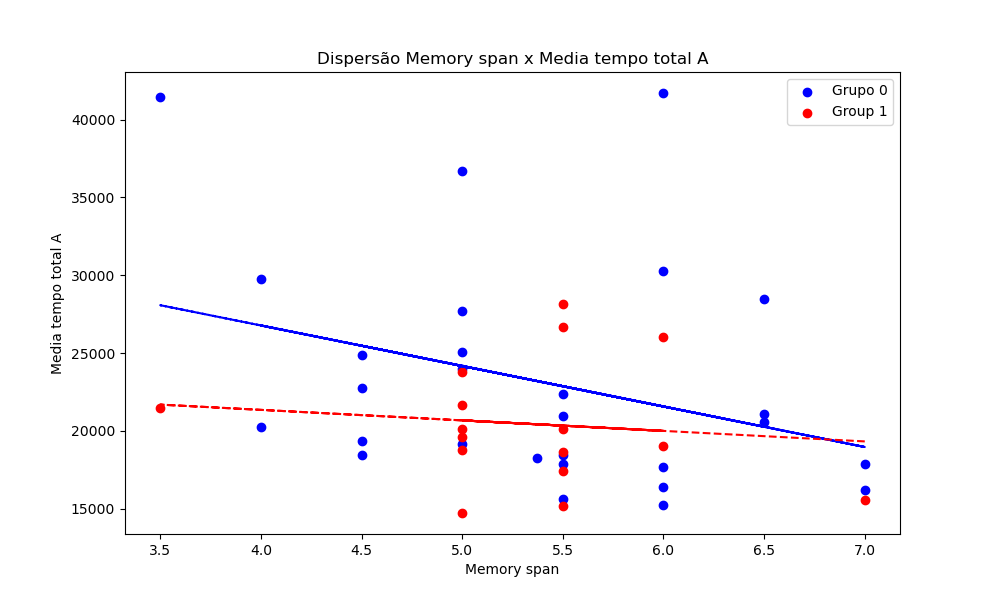 Dispersão Memory span x Media tempo total A
Grupo 0
Group 1
Media tempo total A
40000
35000
30000
25000
20000
15000
3.5 4.0 4.5 5.0 5.5 6.0 6.5 7.0
Memory span